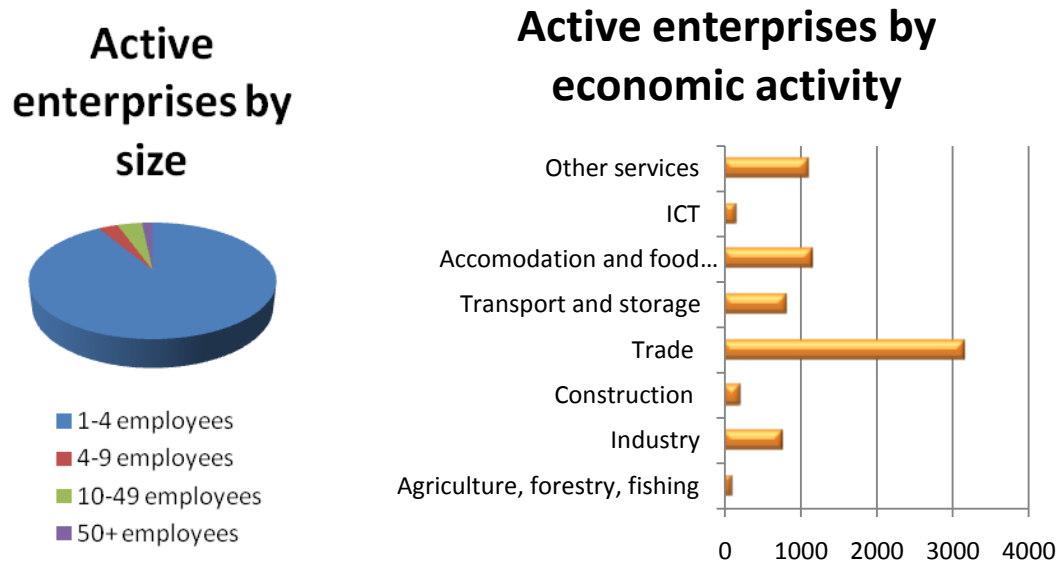 Active
enterprises by
size
1-4 employees
4-9 employees
10-49 employees
50+ employees
Active enterprises by
economic activity
Other services
ICT
Accomodation and food...
Transport and storage
Trade
Construction
Industry
Agriculture, forestry, fishing
0 1000 2000 3000 4000